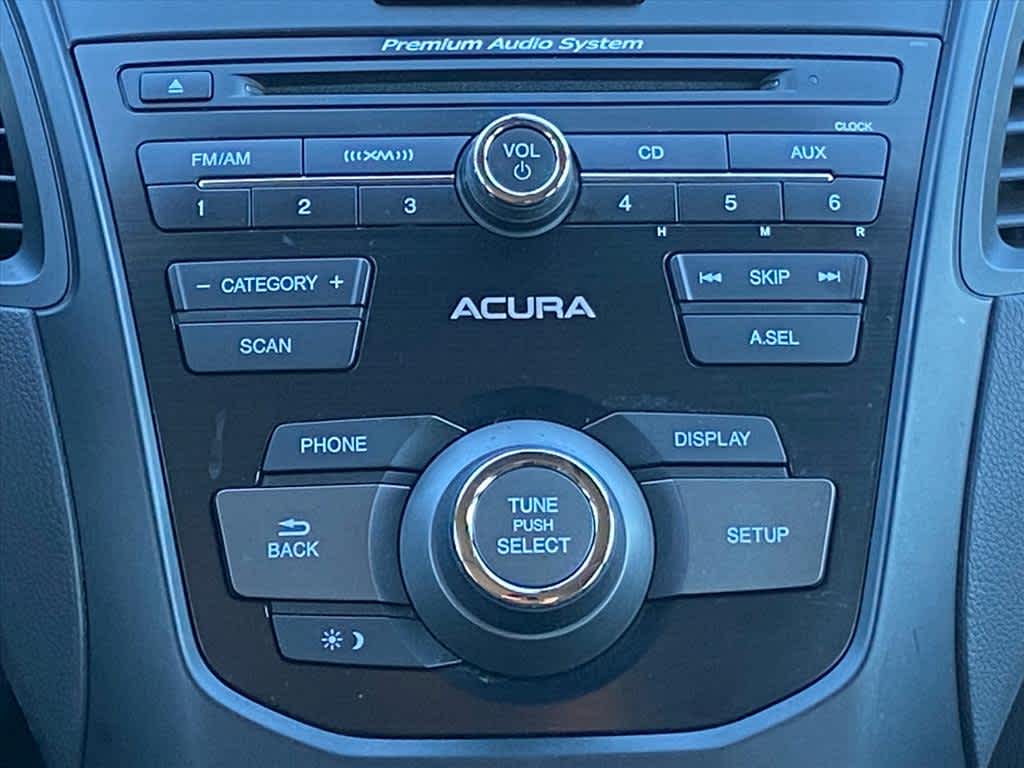 Premium Audio System
CLOCK
FM/AM (((XM))) VOL CD AUX
1 2 3 4 5 6
H M R
- CATEGORY + SKIP
ACURA
SCAN A.SEL
PHONE DISPLAY
TUNE
PUSH
SELECT
BACK SETUP